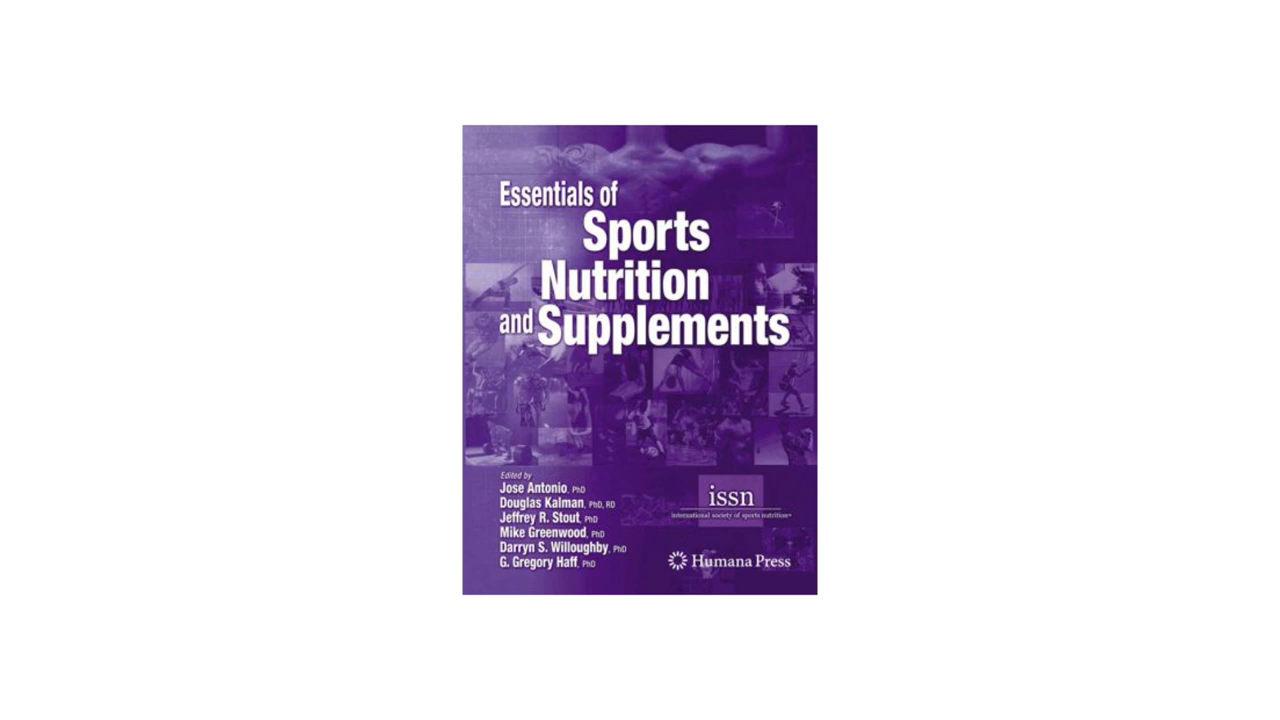 Essentials of
Sports
Nutrition
and Supplements
Edited by
Jose Antonio, PhD
Douglas Kalman, PhD, RD
Jeffrey R. Stout, PhD
Mike Greenwood, PhD
Darryn S. Willoughby, PhD
G. Gregory Haff, PhD
issn
international society of sports nutrition™
Humana Press